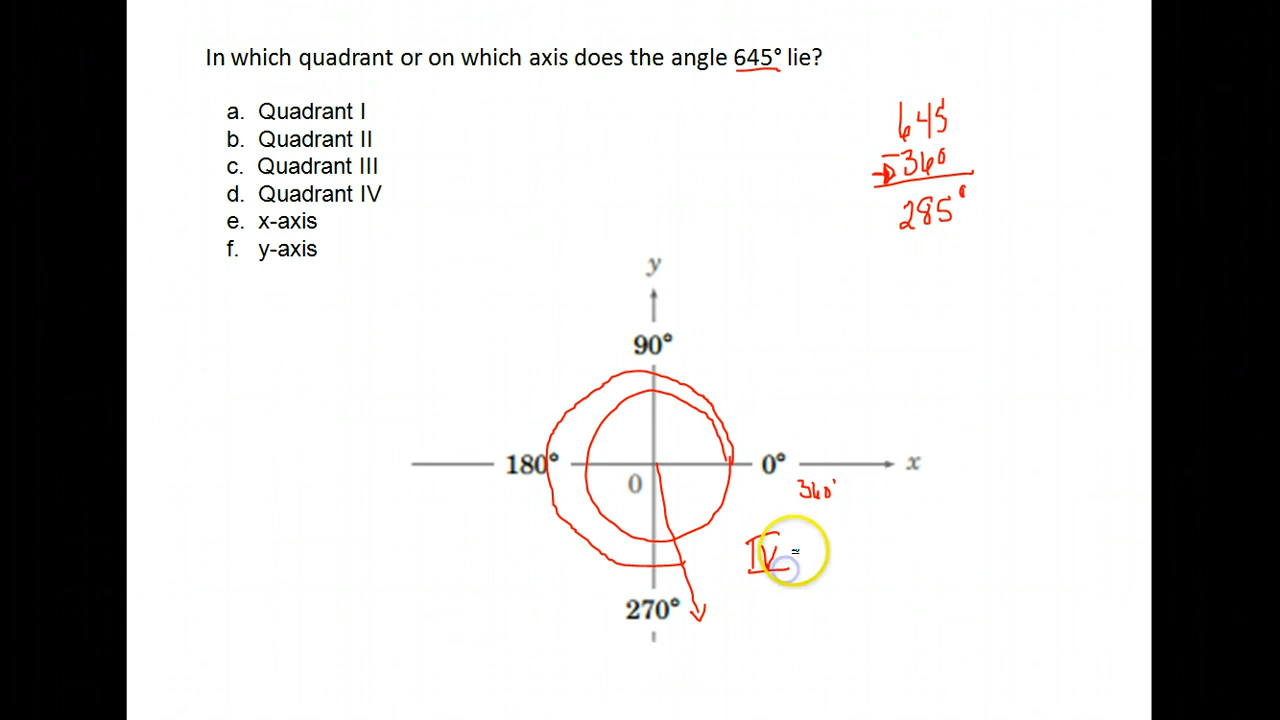 In which quadrant or on which axis does the angle 645° lie?
a. Quadrant I
b. Quadrant II
c. Quadrant III
d. Quadrant IV
e. x-axis
f. y-axis
645
- 360
285°
y
90°
180°
0°
x
0
360°
IV
270°